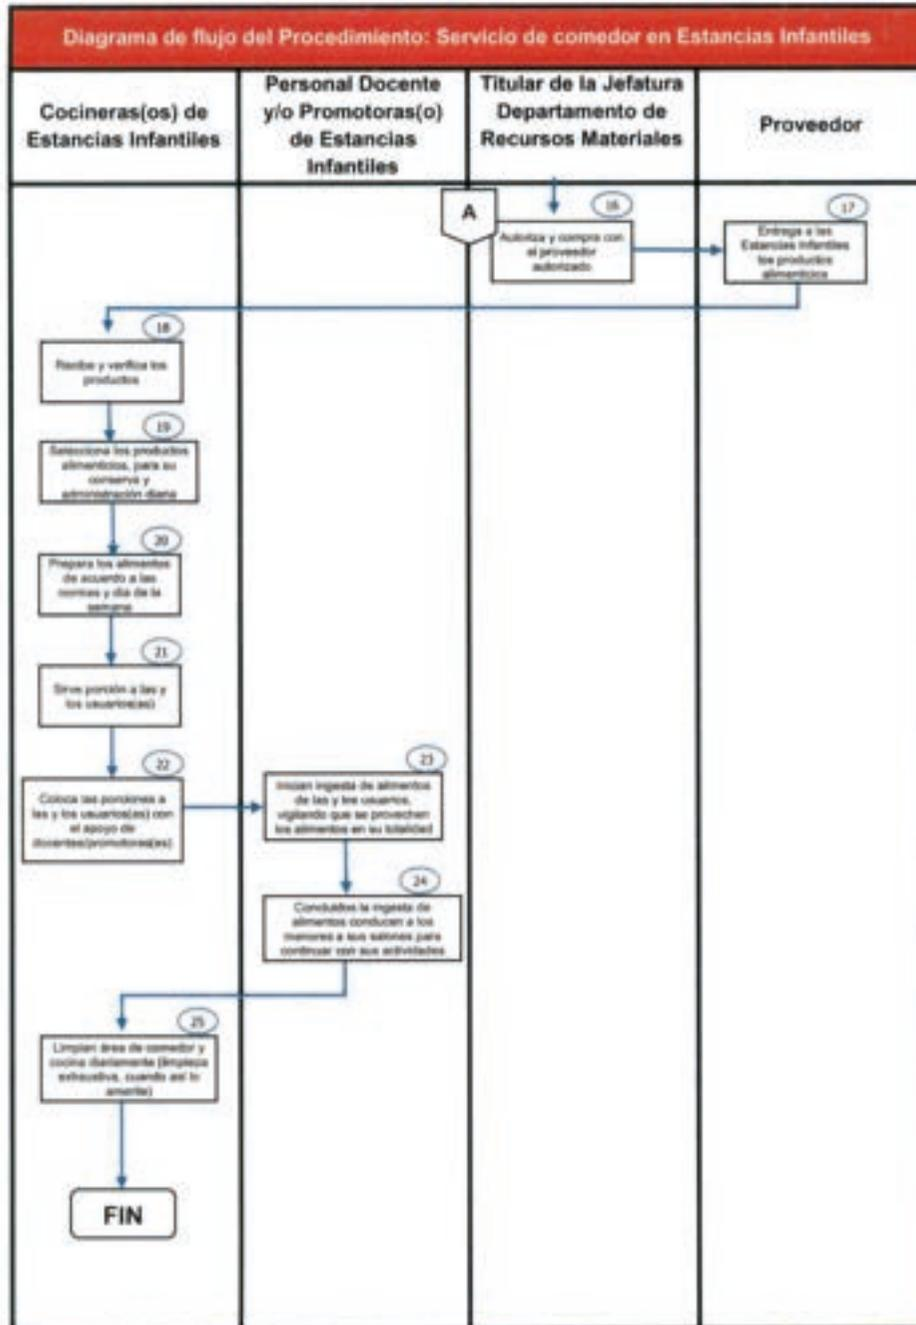 Diagrama de flujo del Procedimiento: Servicio de comedor en Estancias Infantiles
Cocineras(os) de
Estancias Infantiles
Personal Docente
y/o Promotoras(o)
de Estancias
Infantiles
Titular de la Jefatura
Departamento de
Recursos Materiales
Proveedor
A
16
Autoriza y compra con
el proveedor
autorizado
17
Entrega a las
Estancias Infantiles
los productos
alimenticios
18
Recibe y verifica los
productos
19
Selecciona los productos
alimenticios, para su
conserva y
administración diaria
20
Prepara los alimentos
de acuerdo a las
normas y día de la
semana
21
Sirve porción a las y
los usuarios(as)
22
Coloca las porciones a
las y los usuarios(as) con
el apoyo de
docentes/promotoras(es)
23
Inician ingesta de alimentos
de las y los usuarios,
vigilando que se provechen
los alimentos en su totalidad
24
Concluidos la ingesta de
alimentos conducen a los
menores a sus salones para
continuar con sus actividades
25
Limpian área de comedor y
cocina diariamente (limpieza
exhaustiva, cuando así lo
amerite)
FIN